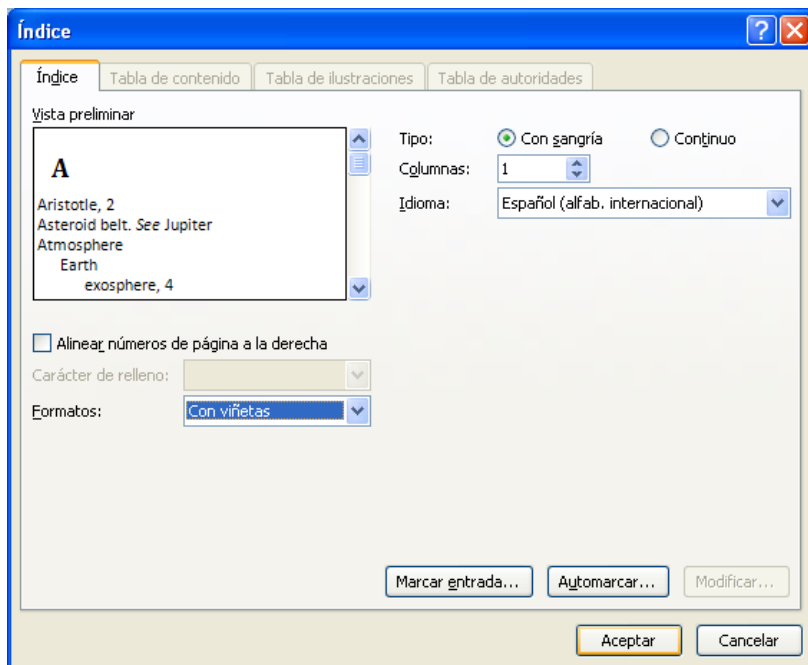 Índice
Índice Tabla de contenido Tabla de ilustraciones Tabla de autoridades
Vista preliminar
A
Aristotle, 2
Asteroid belt. See Jupiter
Atmosphere
Earth
exosphere, 4
Tipo: Con sangría Continuo
Columnas: 1
Idioma: Español (alfab. internacional)
Alinear números de página a la derecha
Carácter de relleno:
Formatos: Con viñetas
Marcar entrada... Automarcar... Modificar...
Aceptar Cancelar